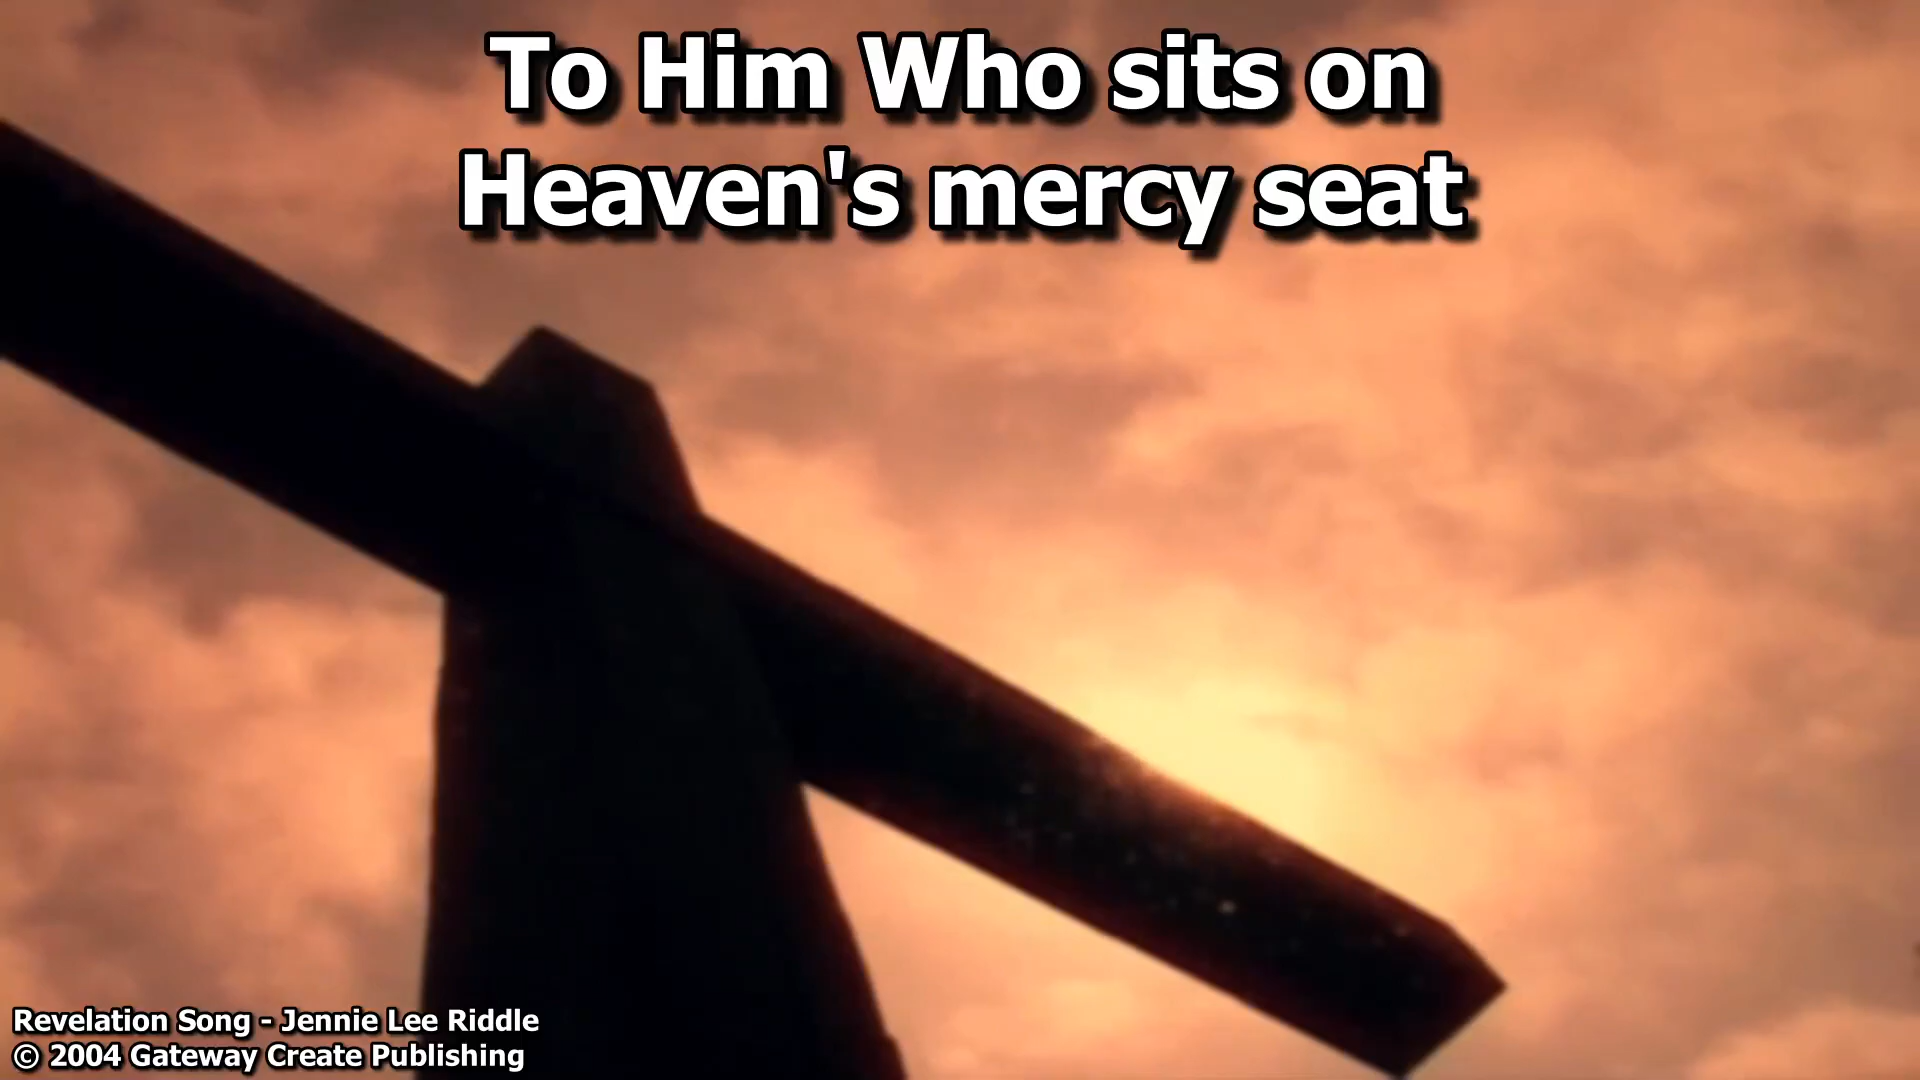 To Him Who sits on
Heaven's mercy seat
Revelation Song - Jennie Lee Riddle
© 2004 Gateway Create Publishing